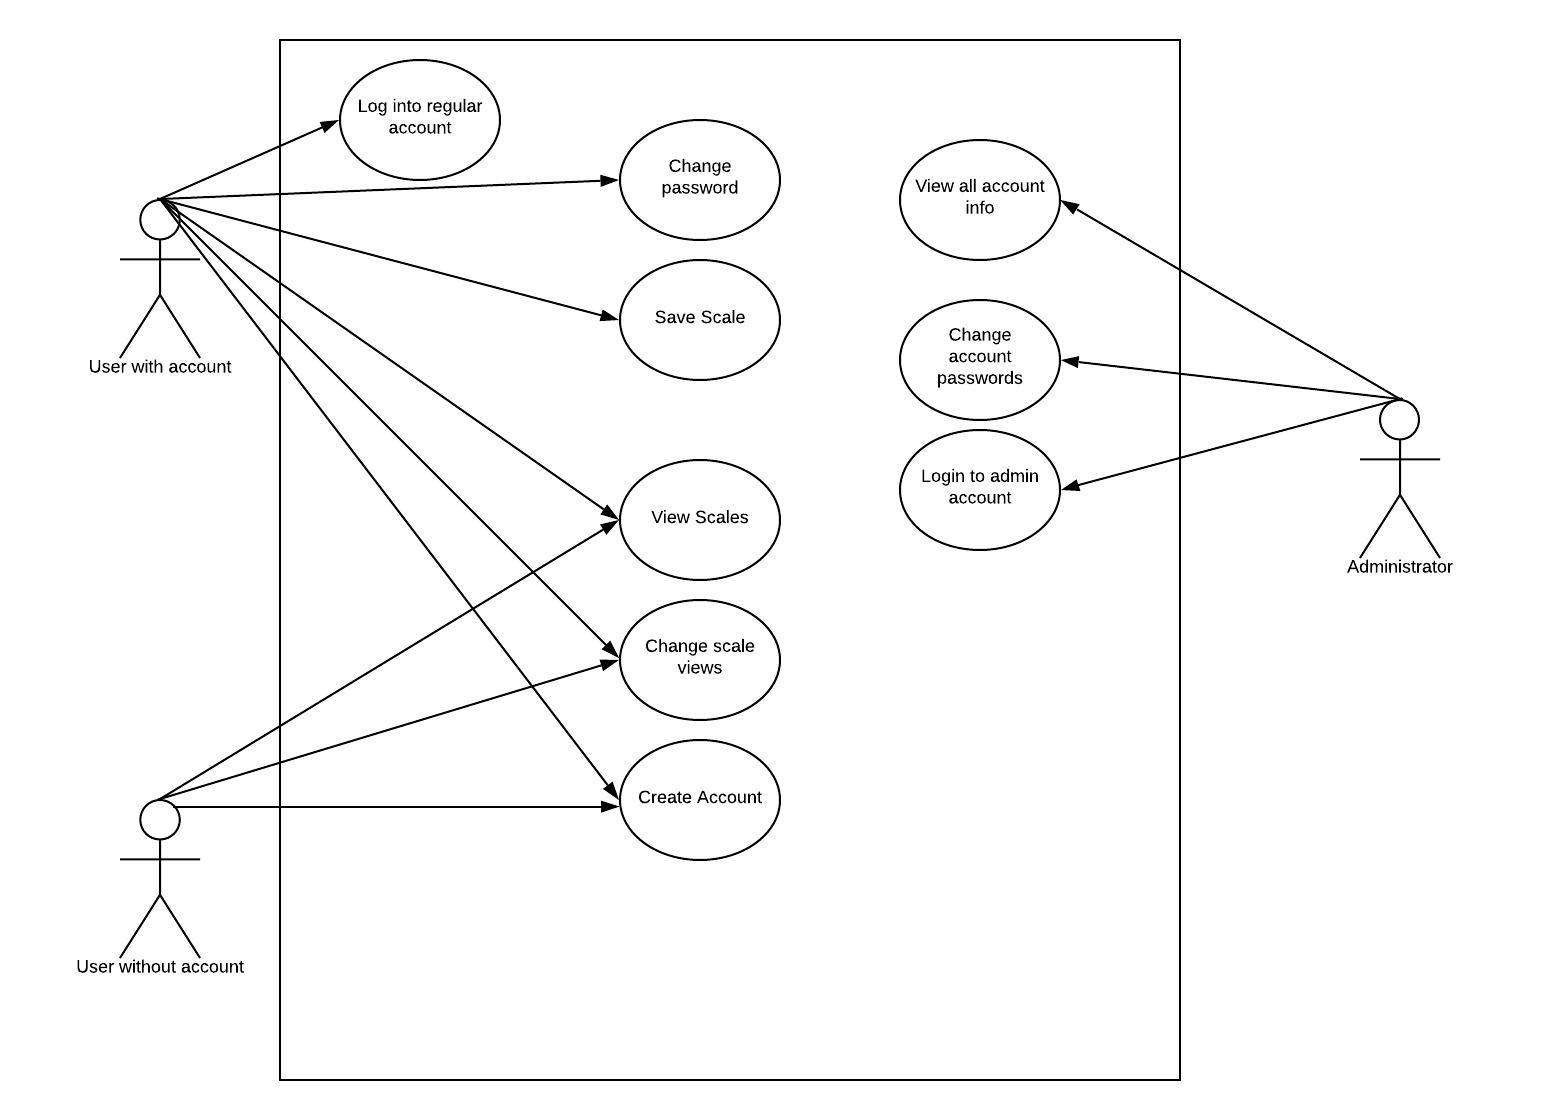 Log into regular
account
Change
password
View all account
info
Save Scale
Change
account
passwords
User with account
Login to admin
account
View Scales
Administrator
Change scale
views
Create Account
User without account